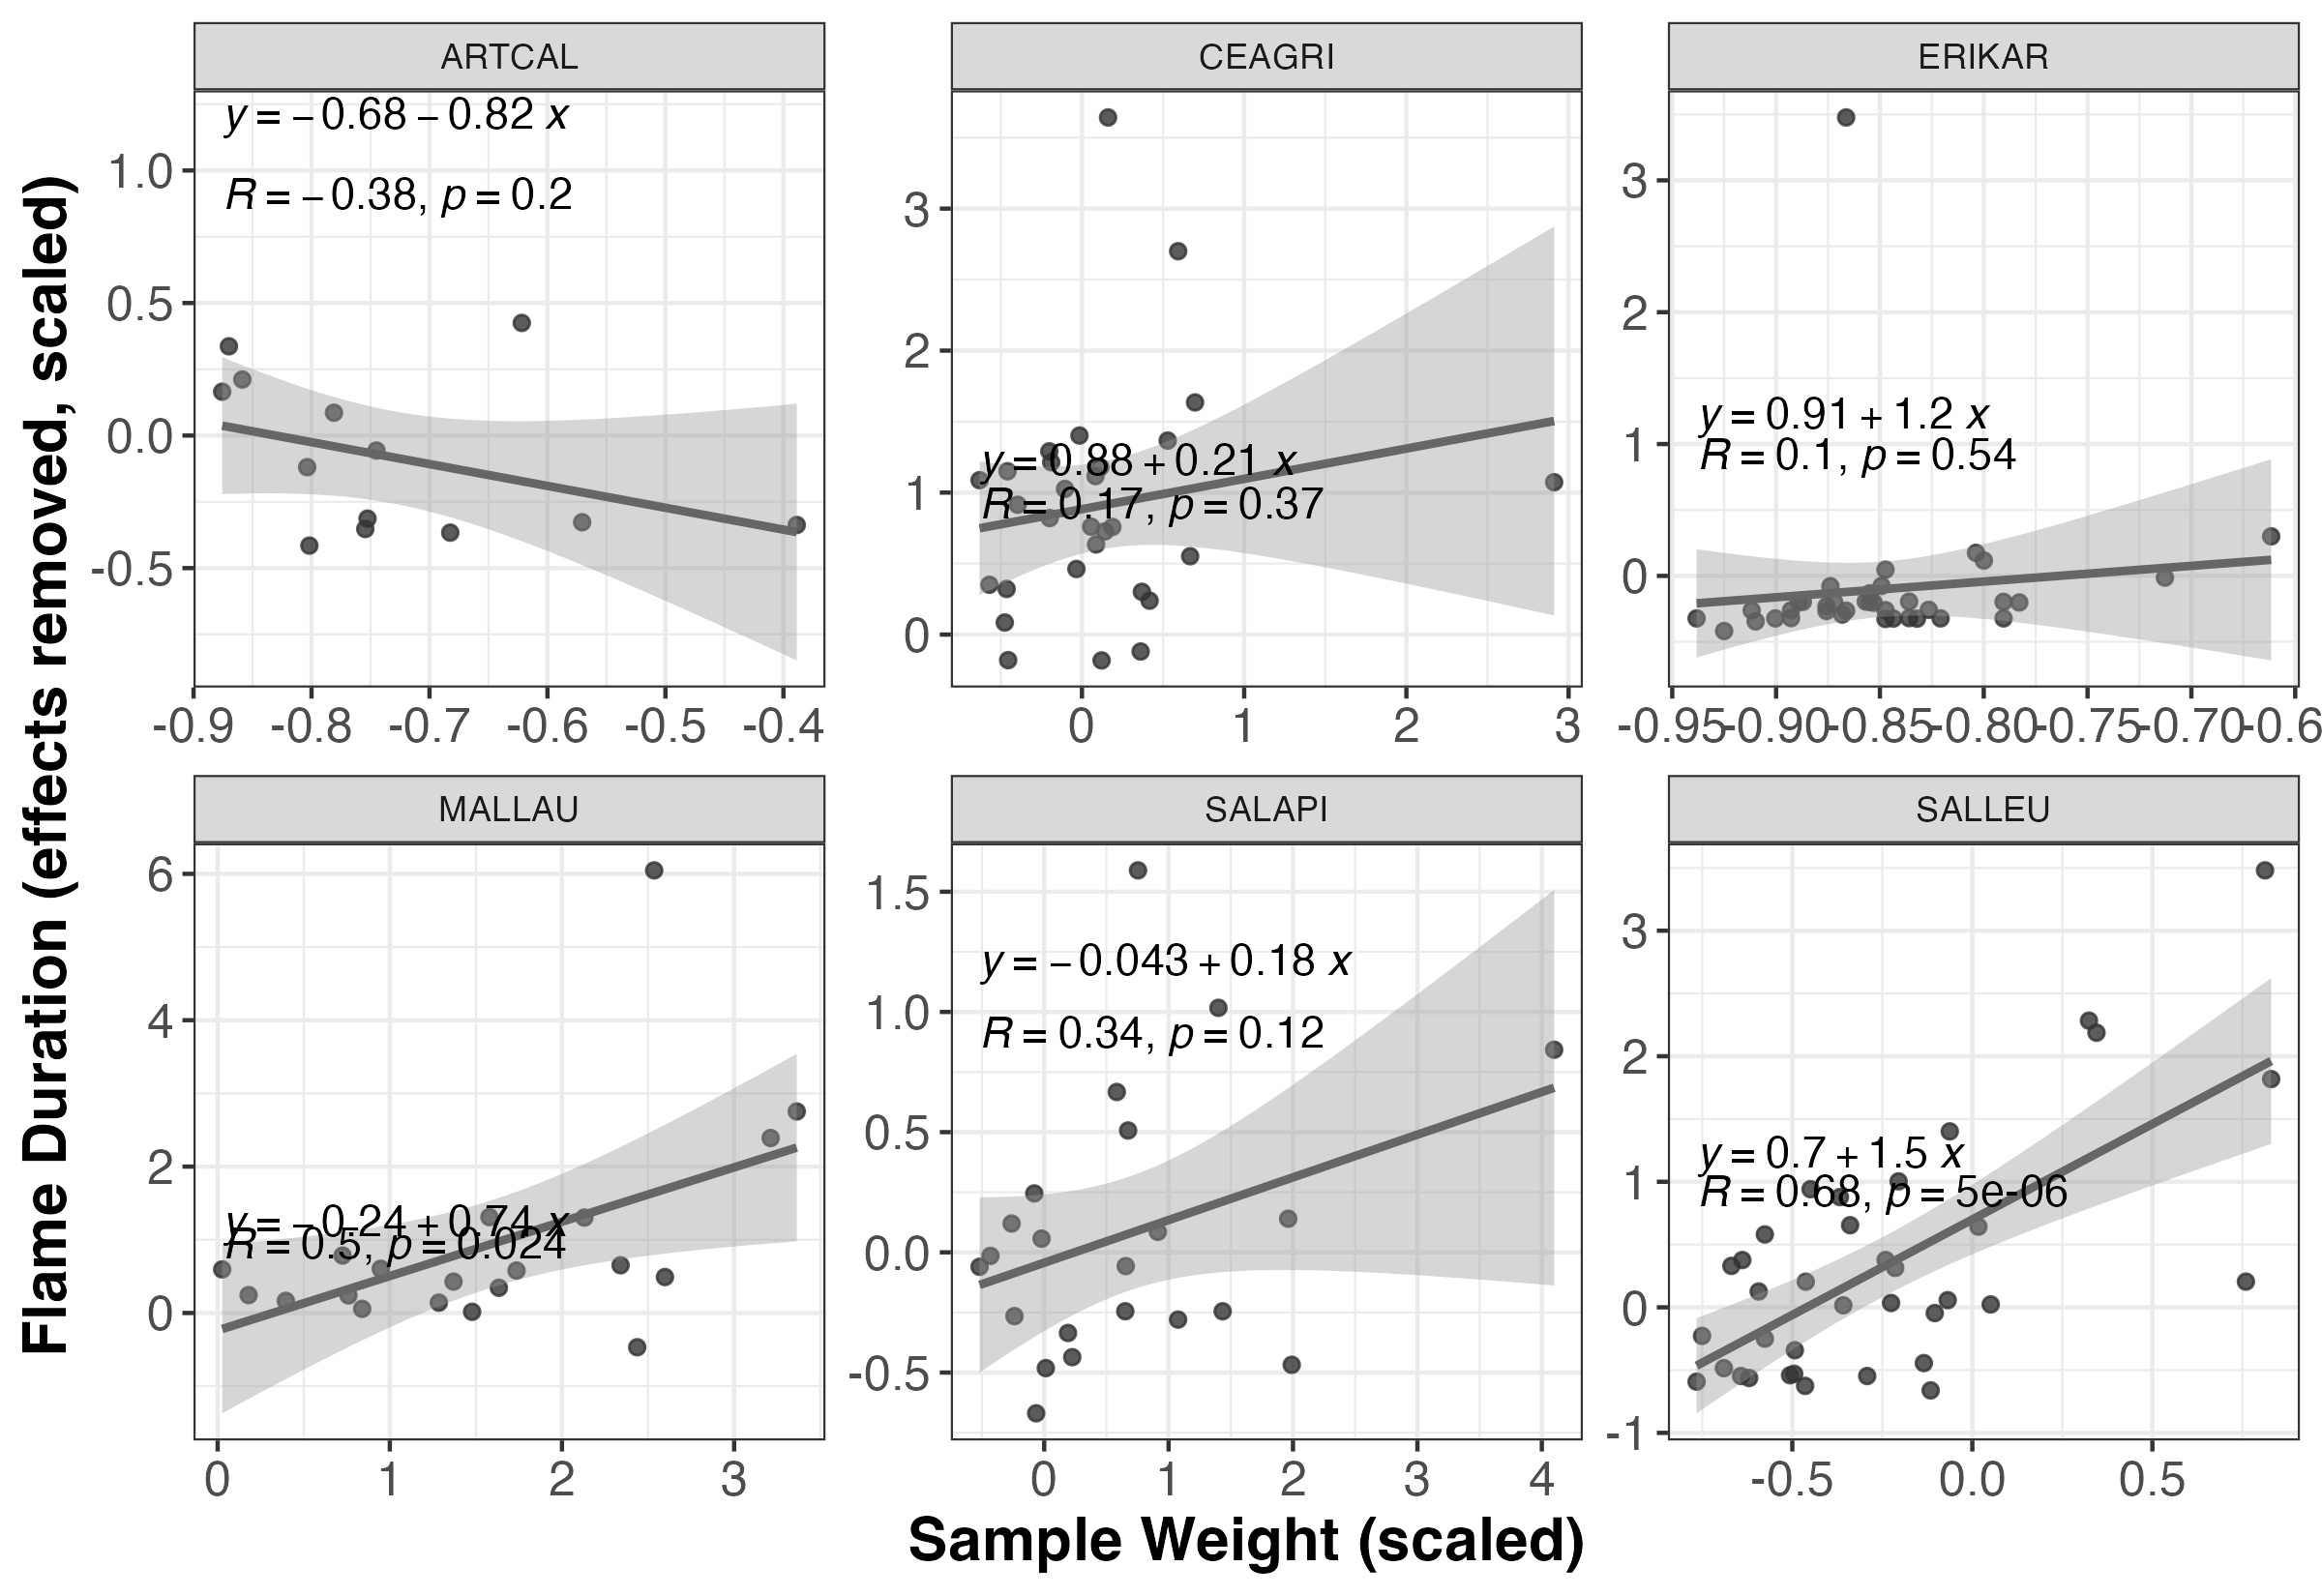 ARTCAL
CEAGRI
ERIKAR
y = −0.68 − 0.82 x
R = −0.38, p = 0.2
1.0
0.5
0.0
-0.5
-0.9 -0.8 -0.7 -0.6 -0.5 -0.4
y = 0.88 + 0.21 x
R = 0.17, p = 0.37
3
2
1
0
0 1 2 3
y = 0.91 + 1.2 x
R = 0.1, p = 0.54
3
2
1
0
-0.95 -0.90 -0.85 -0.80 -0.75 -0.70 -0.6
MALLAU
SALAPI
SALLEU
y = −0.24 + 0.74 x
R = 0.5, p = 0.024
6
4
2
0
0 1 2 3
y = −0.043 + 0.18 x
R = 0.34, p = 0.12
1.5
1.0
0.5
0.0
-0.5
0 1 2 3 4
y = 0.7 + 1.5 x
R = 0.68, p = 5e-06
3
2
1
0
-1
-0.5 0.0 0.5
Flame Duration (effects removed, scaled)
Sample Weight (scaled)